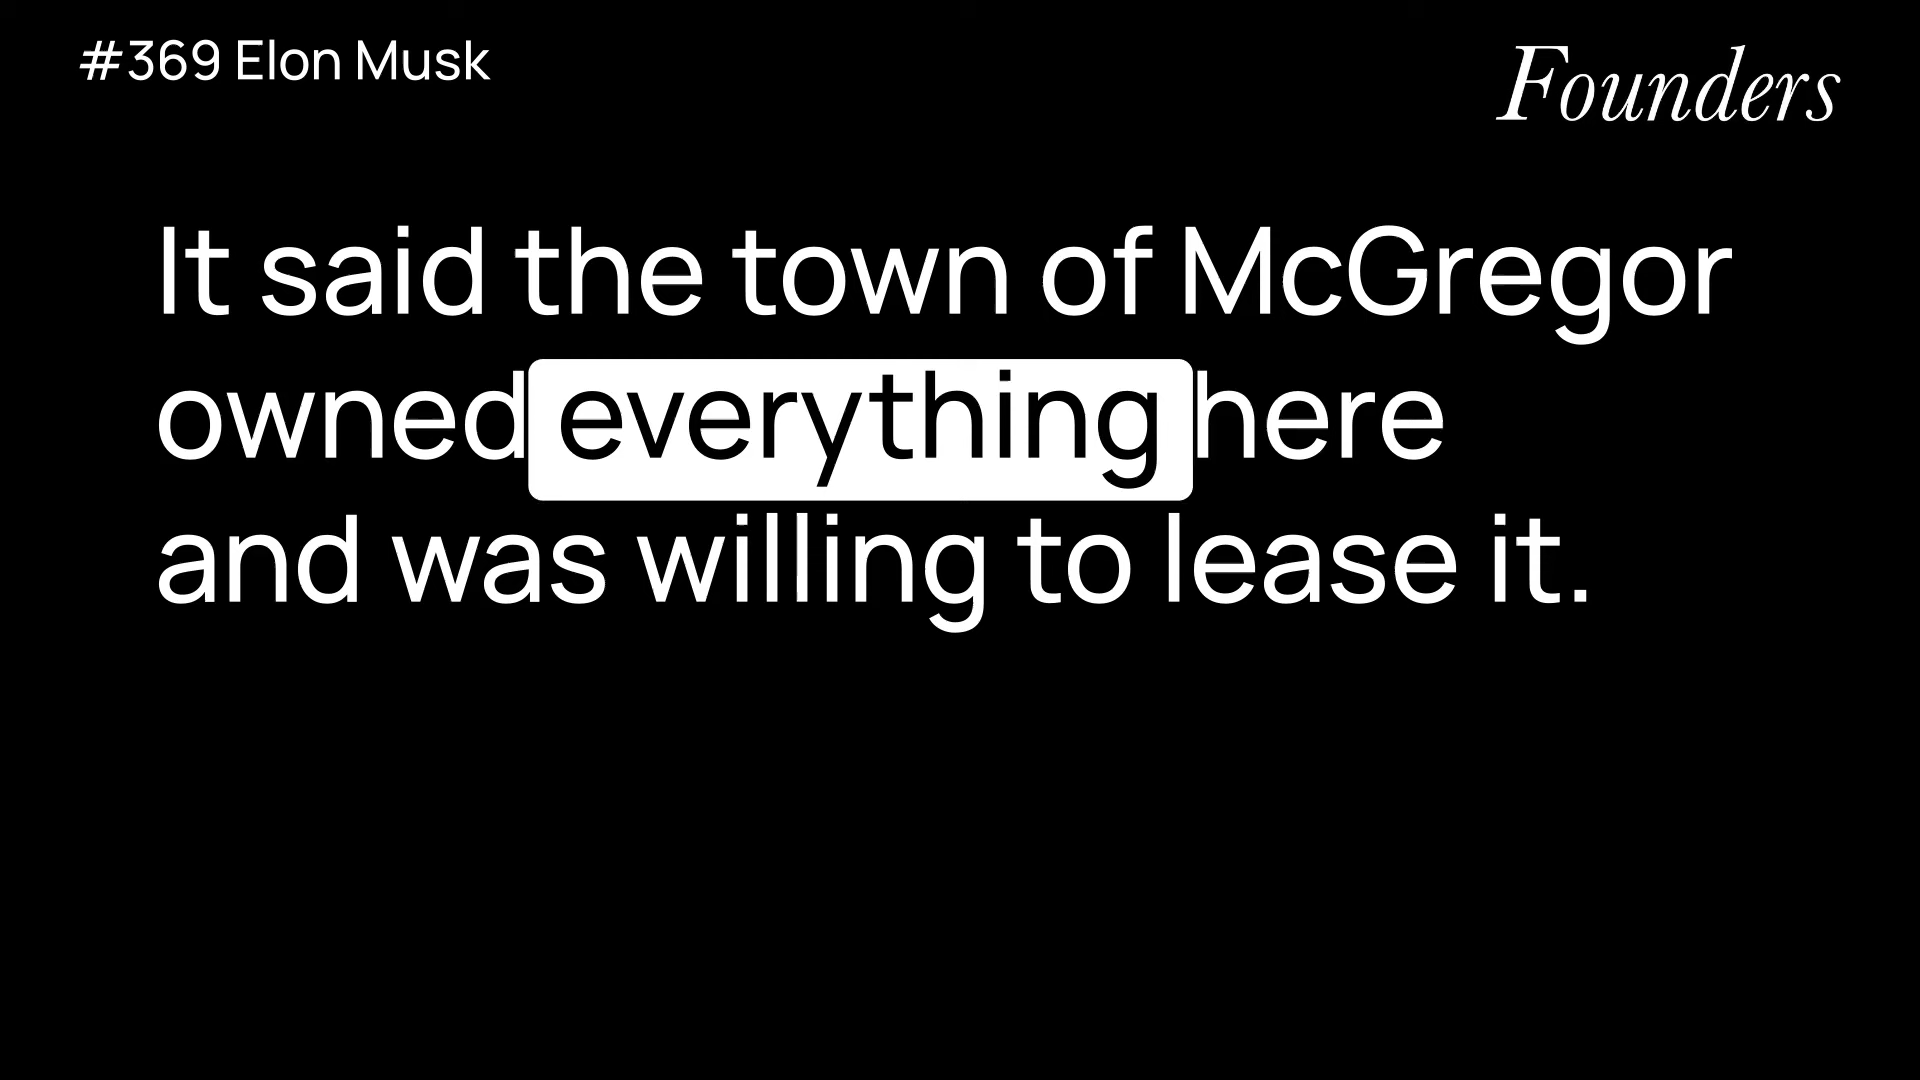 #369 Elon Musk
Founders
It said the town of McGregor
owned everything here
and was willing to lease it.